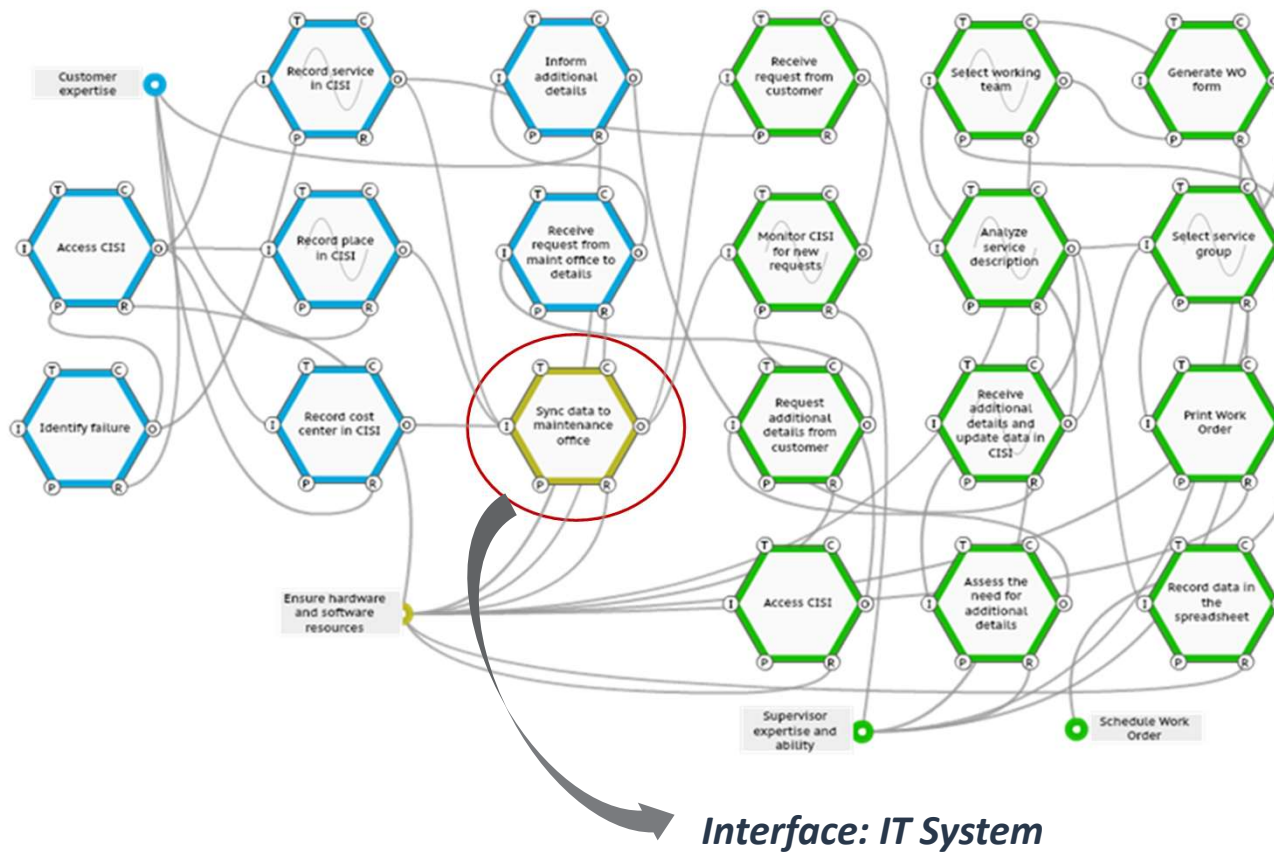 Customer
expertise
Record service
in CISI
Inform
additional
details
Receive
request from
customer
Select working
team
Generate WO
form
Access CISI
Record place
in CISI
Receive
request from
maint office to
details
Monitor CISI
for new
requests
Analyze
service
description
Select service
group
Identify failure
Record cost
center in CISI
Sync data to
maintenance
office
Request
additional
details from
customer
Receive
additional
details and
update data in
CISI
Print Work
Order
Ensure hardware
and software
resources
Access CISI
Assess the
need for
additional
details
Record data in
the
spreadsheet
Supervisor
expertise and
ability
Schedule Work
Order
Interface: IT System
T C I O P R
T C I O P R
T C I O P R
T C I O P R
T C I P R
T C I O P R
T C I O P R
T C I O P R
T C I O P R
T C I O P R
T C I P R
T C I O P R
T C I O P R
T C I O P R
T C I O P R
T C I O P R
T C I P R
T C I O P R
T C I O P R
T C I P R